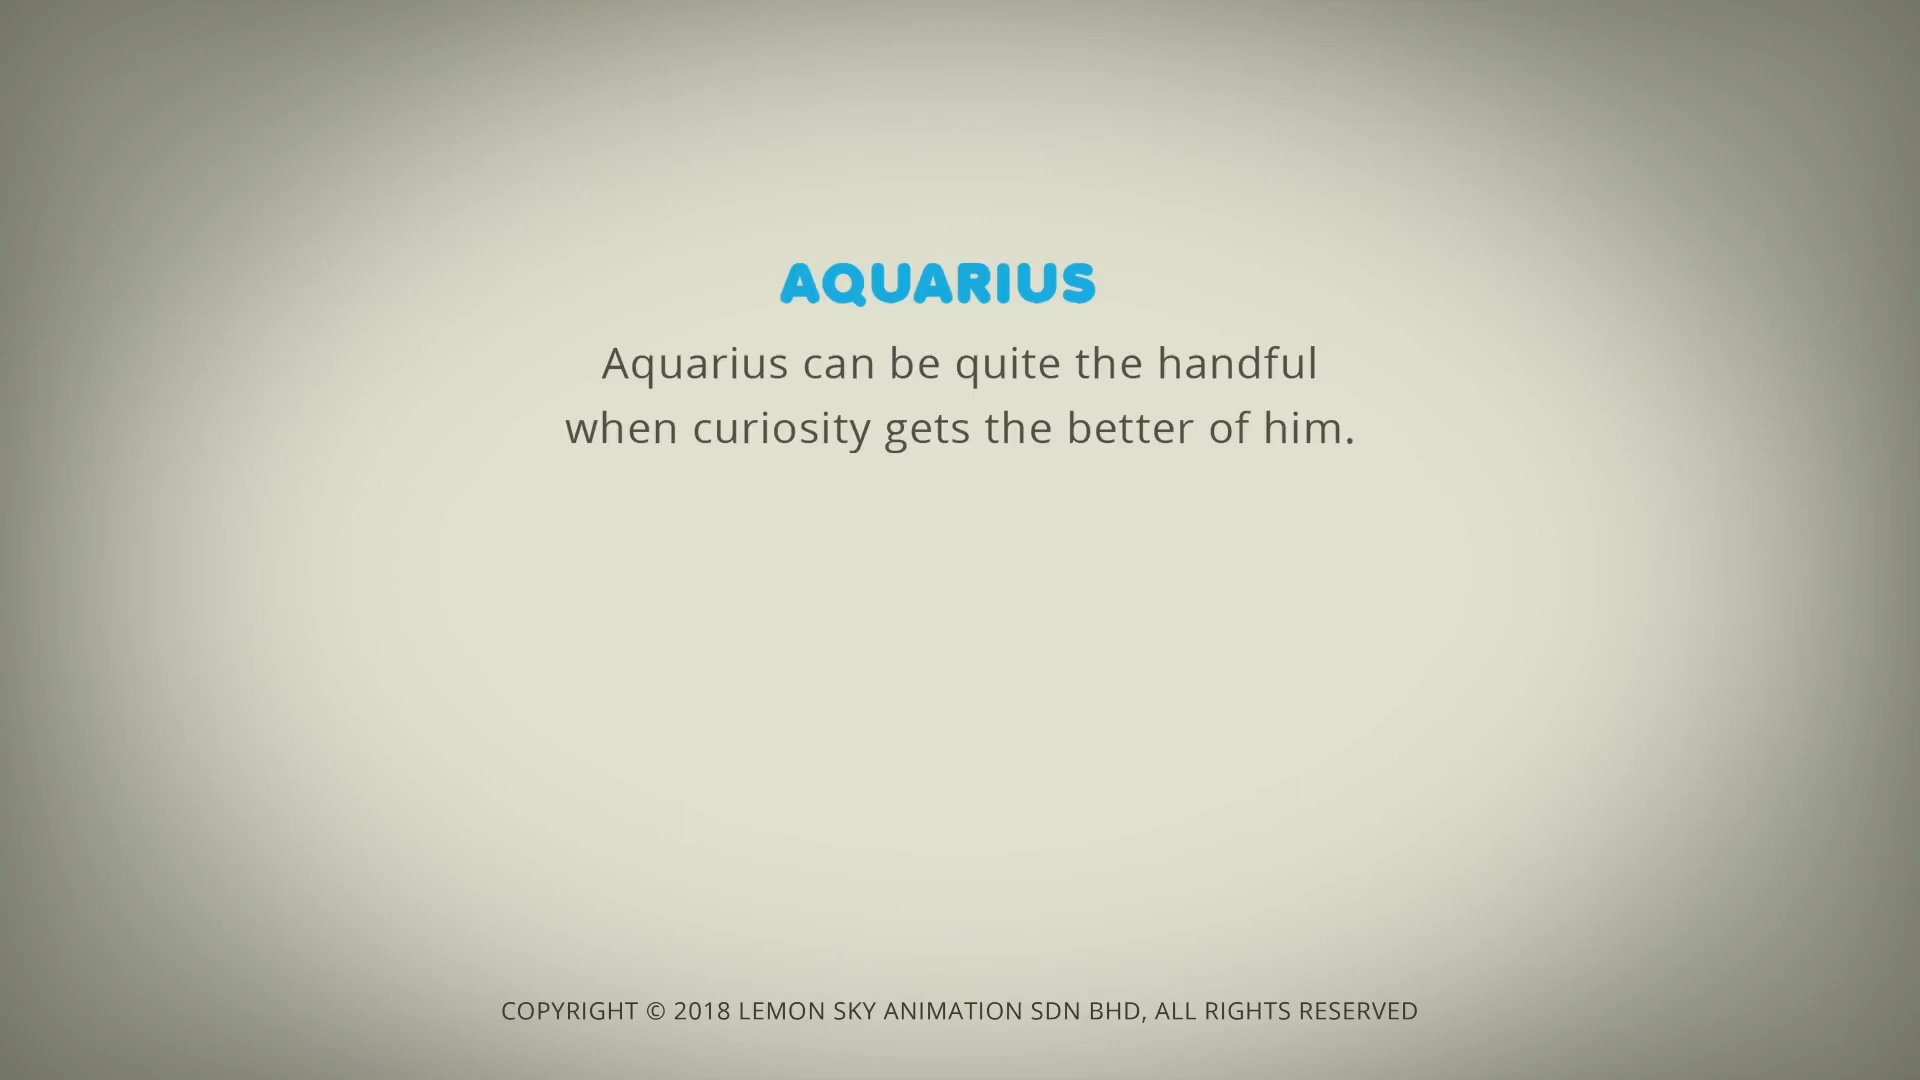 AQUARIUS
Aquarius can be quite the handful
when curiosity gets the better of him.
COPYRIGHT © 2018 LEMON SKY ANIMATION SDN BHD, ALL RIGHTS RESERVED